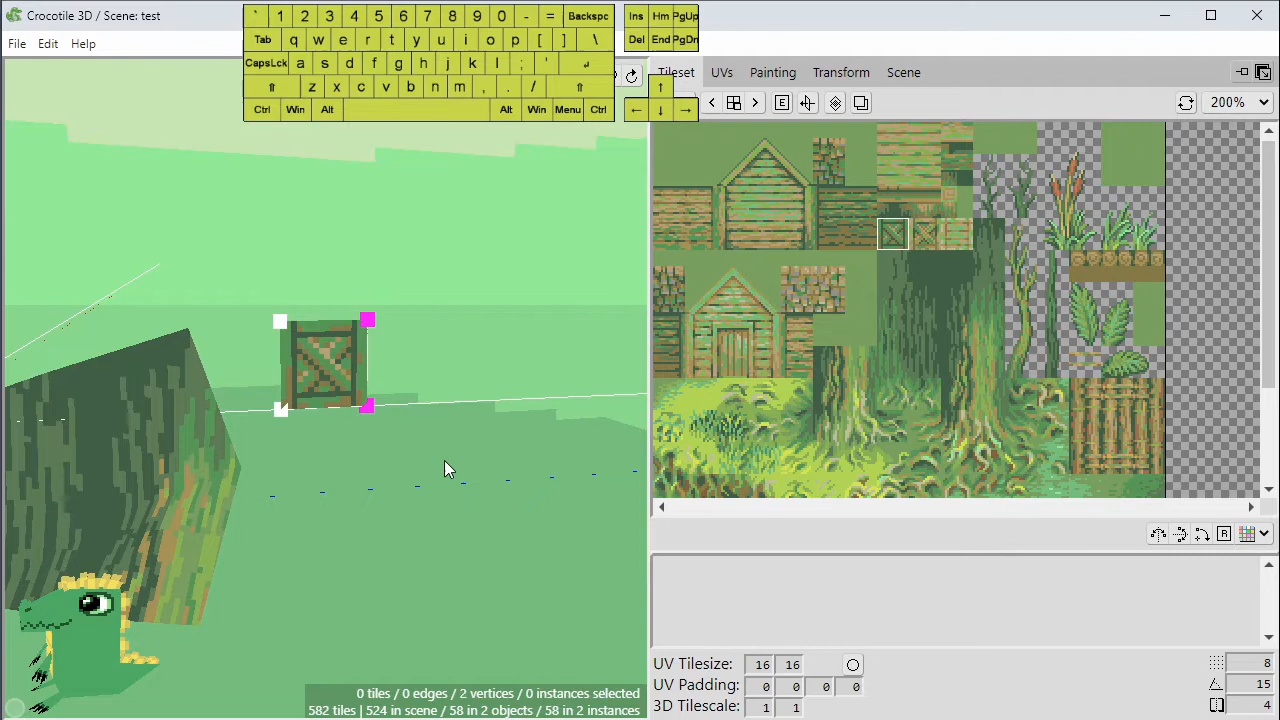 Crocotile 3D / Scene: test
File Edit Help
` 1 2 3 4 5 6 7 8 9 0 - = Backspc Ins Hm PgUp
Tab q w e r t y u i o p [ ] \ Del End PgDn
CapsLck a s d f g h j k l ; ' ↲
⇧ z x c v b n m , . / ⇧ ↑
Ctrl Win Alt Alt Win Menu Ctrl ← ↓ →
Tileset UVs Painting Transform Scene
E 200%
R
UV Tilesize: 16 16 8
UV Padding: 0 0 0 0 15
3D Tilescale: 1 1 4
0 tiles / 0 edges / 2 vertices / 0 instances selected
582 tiles | 524 in scene / 58 in 2 objects / 58 in 2 instances